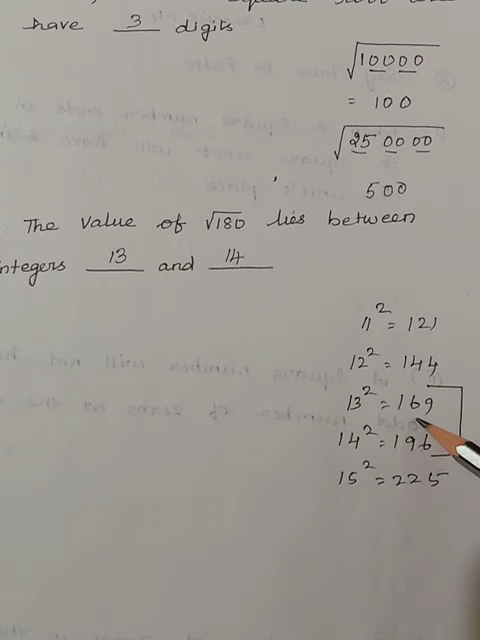 have 3 digits
√10000
= 100
√250000
500
The value of √180 lies between
integers 13 and 14
11² = 121
12² = 144
13² = 169
14² = 196
15² = 225